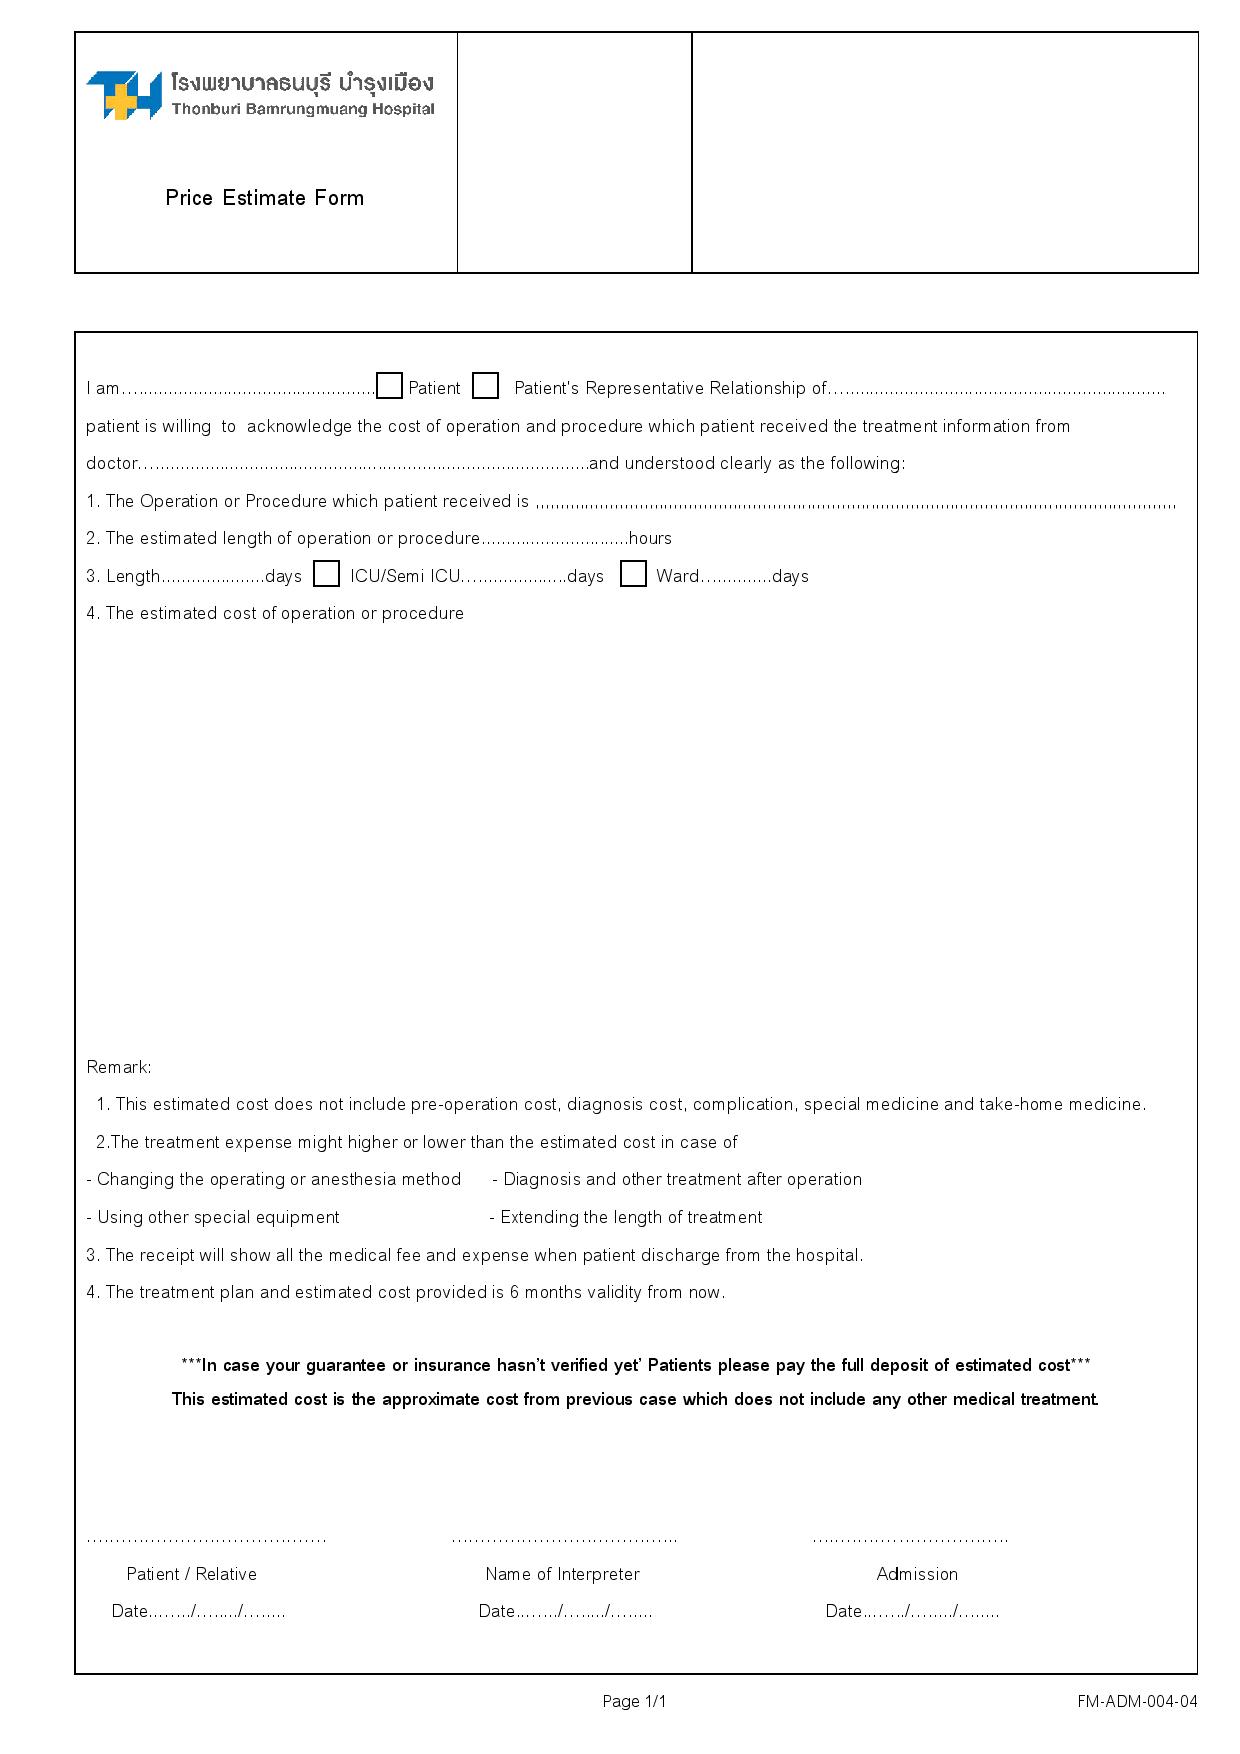 โรงพยาบาลธนบุรี บำรุงเมือง
Thonburi Bamrungmuang Hospital
Price Estimate Form
I am…................................................. Patient Patient's Representative Relationship of…................................................................
patient is willing to acknowledge the cost of operation and procedure which patient received the treatment information from
doctor….......................................................................................and understood clearly as the following:
1. The Operation or Procedure which patient received is ................................................................................................................................
2. The estimated length of operation or procedure..............................hours
3. Length.....................days ICU/Semi ICU….................…days Ward….............days
4. The estimated cost of operation or procedure
Remark:
1. This estimated cost does not include pre-operation cost, diagnosis cost, complication, special medicine and take-home medicine.
2.The treatment expense might higher or lower than the estimated cost in case of
- Changing the operating or anesthesia method - Diagnosis and other treatment after operation
- Using other special equipment - Extending the length of treatment
3. The receipt will show all the medical fee and expense when patient discharge from the hospital.
4. The treatment plan and estimated cost provided is 6 months validity from now.
***In case your guarantee or insurance hasn't verified yet' Patients please pay the full deposit of estimated cost***
This estimated cost is the approximate cost from previous case which does not include any other medical treatment.
…………………………………… ………………………………….. …………………………….
Patient / Relative Name of Interpreter Admission
Date..……/……../…….... Date..……/……../…….... Date..……/……../……....
Page 1/1 FM-ADM-004-04